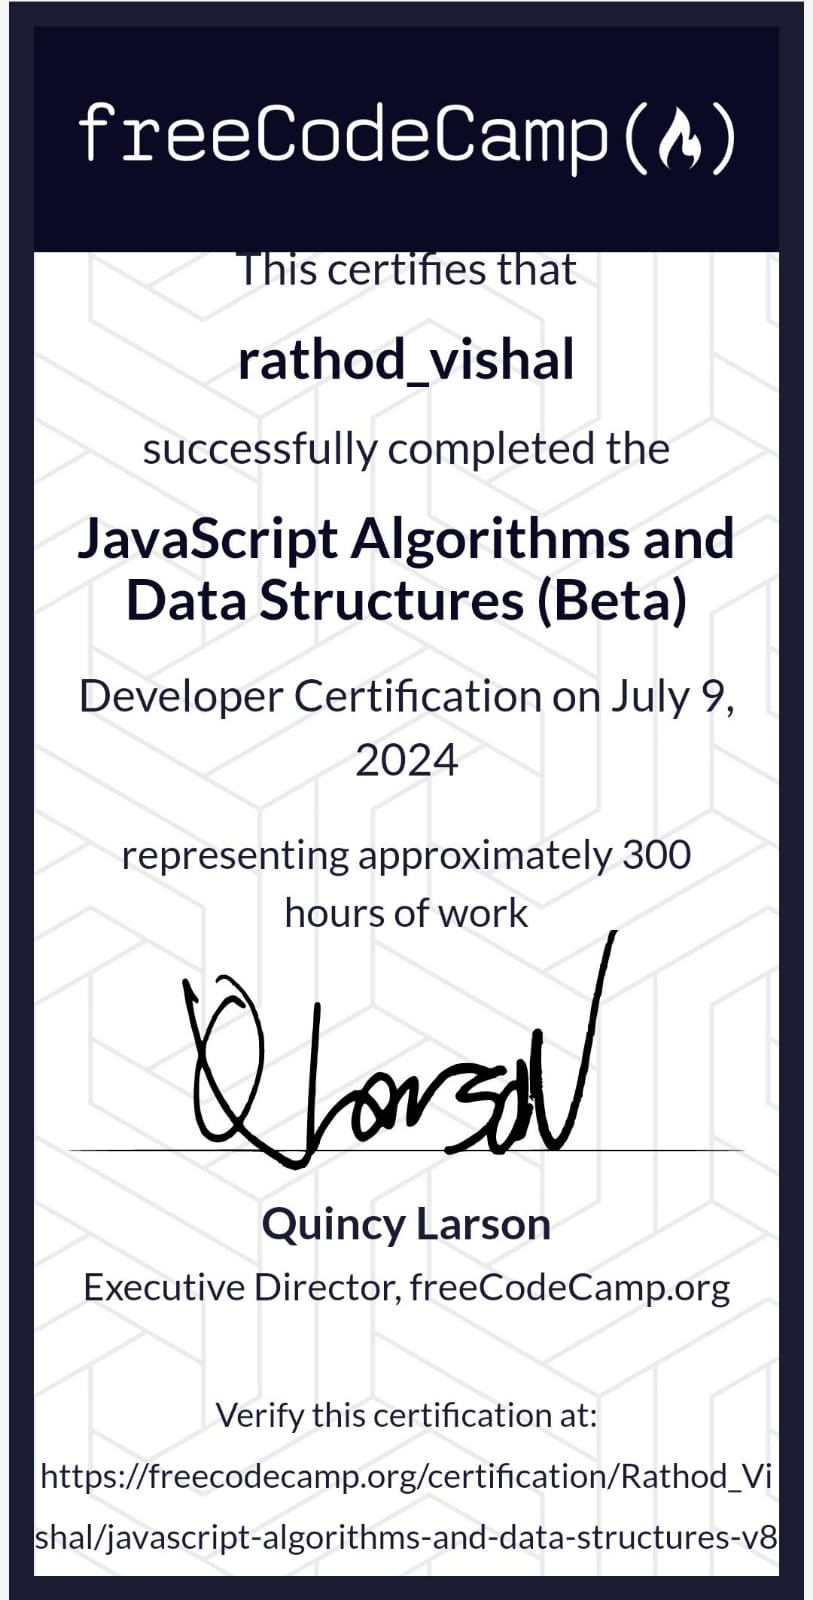 freeCodeCamp(🔥)
This certifies that
rathod_vishal
successfully completed the
JavaScript Algorithms and
Data Structures (Beta)
Developer Certification on July 9,
2024
representing approximately 300
hours of work
QLarson
Quincy Larson
Executive Director, freeCodeCamp.org
Verify this certification at:
https://freecodecamp.org/certification/Rathod_Vi
shal/javascript-algorithms-and-data-structures-v8